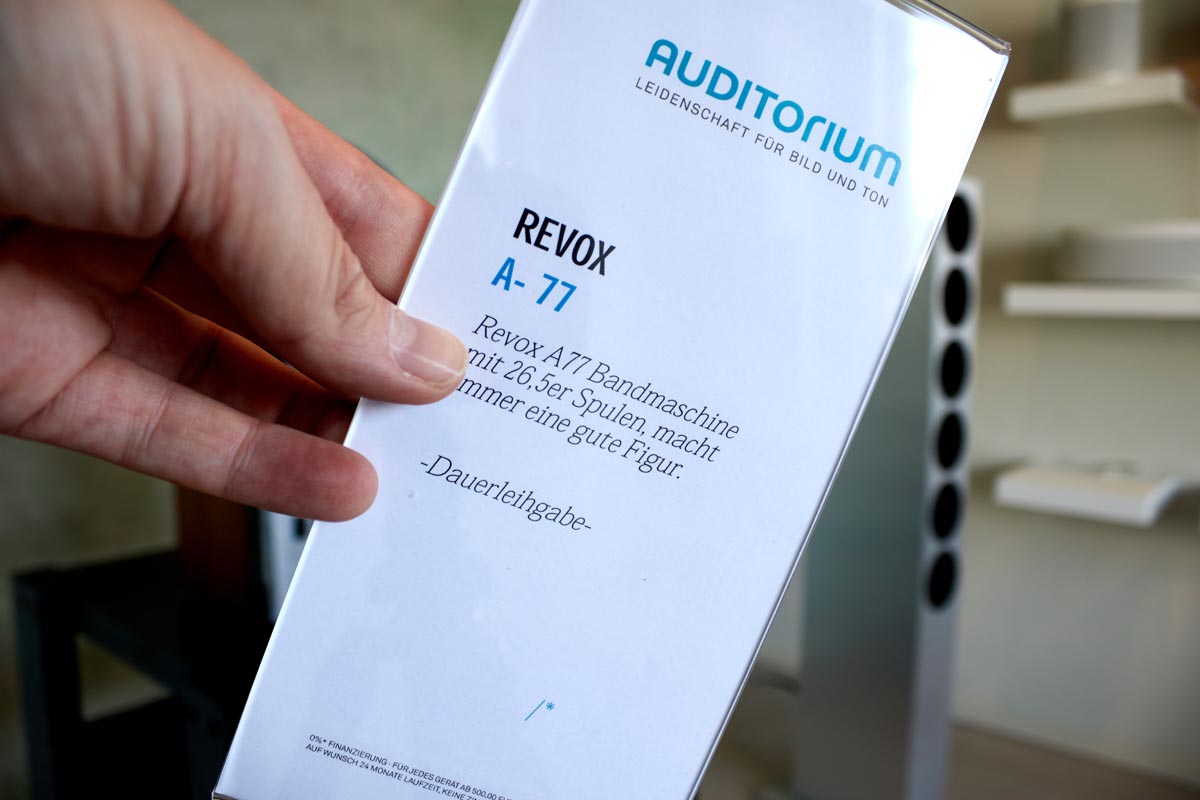 AUDITORIUM
LEIDENSCHAFT FÜR BILD UND TON
REVOX
A- 77
Revox A77 Bandmaschine
mit 26,5er Spulen, macht
immer eine gute Figur.
-Dauerleihgabe-
/*
0%* FINANZIERUNG · FÜR JEDES GERÄT AB 500,00
AUF WUNSCH 24 MONATE LAUFZEIT, KEINE